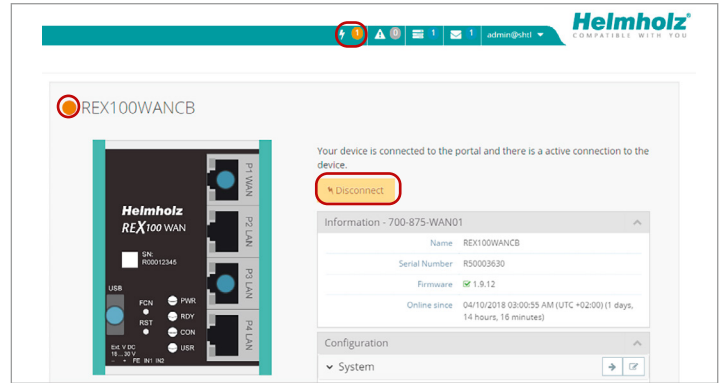 Helmholz®
COMPATIBLE WITH YOU
1 0 1 1 admin@shtl
REX100WANCB
Your device is connected to the portal and there is a active connection to the
device.
Disconnect
Information - 700-875-WAN01
Name REX100WANCB
Serial Number R50003630
Firmware 1.9.12
Online since 04/10/2018 03:00:55 AM (UTC +02:00) (1 days,
14 hours, 16 minutes)
Configuration
System
Helmholz
REX100 WAN
SN:
R00012345
USB
FCN PWR
RST RDY
CON
USR
Ext. V DC
18 ... 30 V
- + FE IN1 IN2
P1 WAN
P2 LAN
P3 LAN
P4 LAN